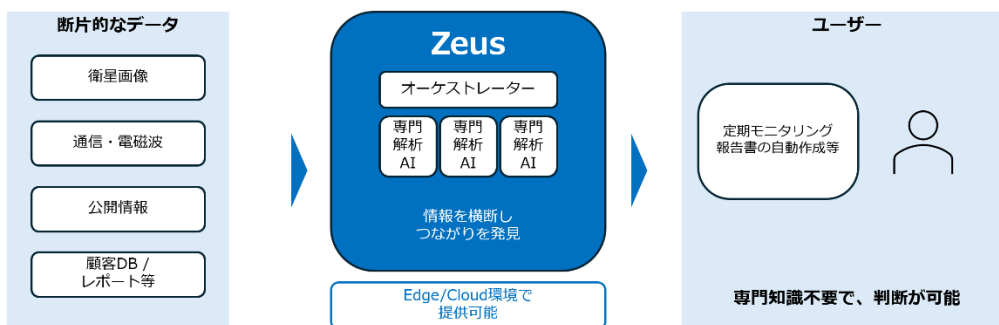 断片的なデータ
衛星画像
通信・電磁波
公開情報
顧客DB /
レポート等
Zeus
オーケストレーター
専門
解析
AI
専門
解析
AI
専門
解析
AI
情報を横断し
つながりを発見
Edge/Cloud環境で
提供可能
ユーザー
定期モニタリング
報告書の自動作成等
専門知識不要で、判断が可能